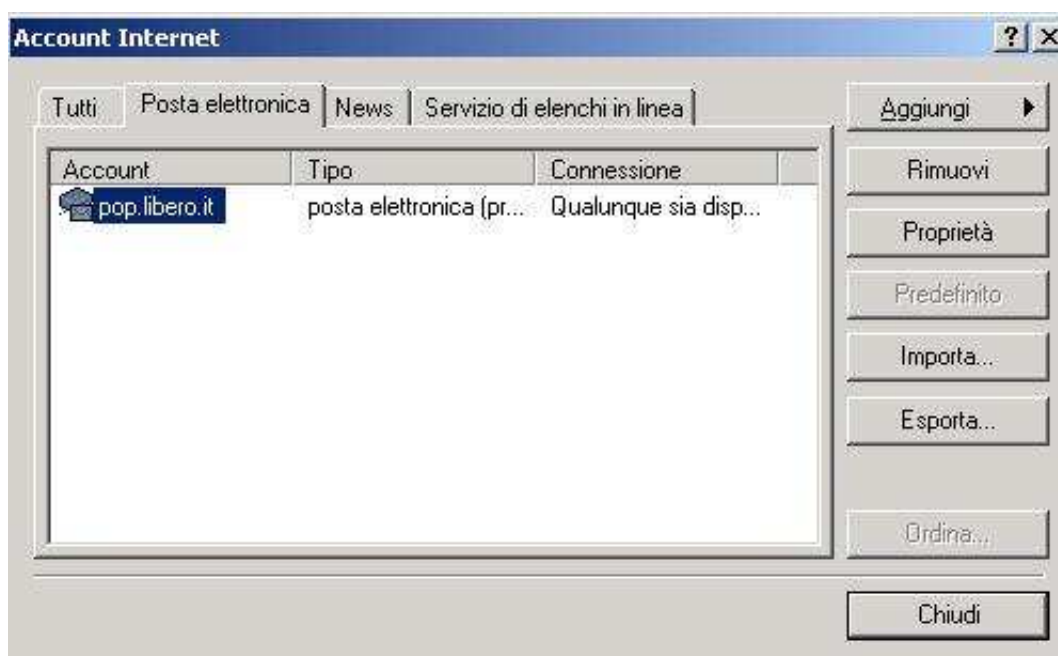 Account Internet
Tutti Posta elettronica News Servizio di elenchi in linea
Account Tipo Connessione
pop.libero.it posta elettronica (pr... Qualunque sia disp...
Aggiungi
Rimuovi
Proprietà
Predefinito
Importa...
Esporta...
Ordina...
Chiudi